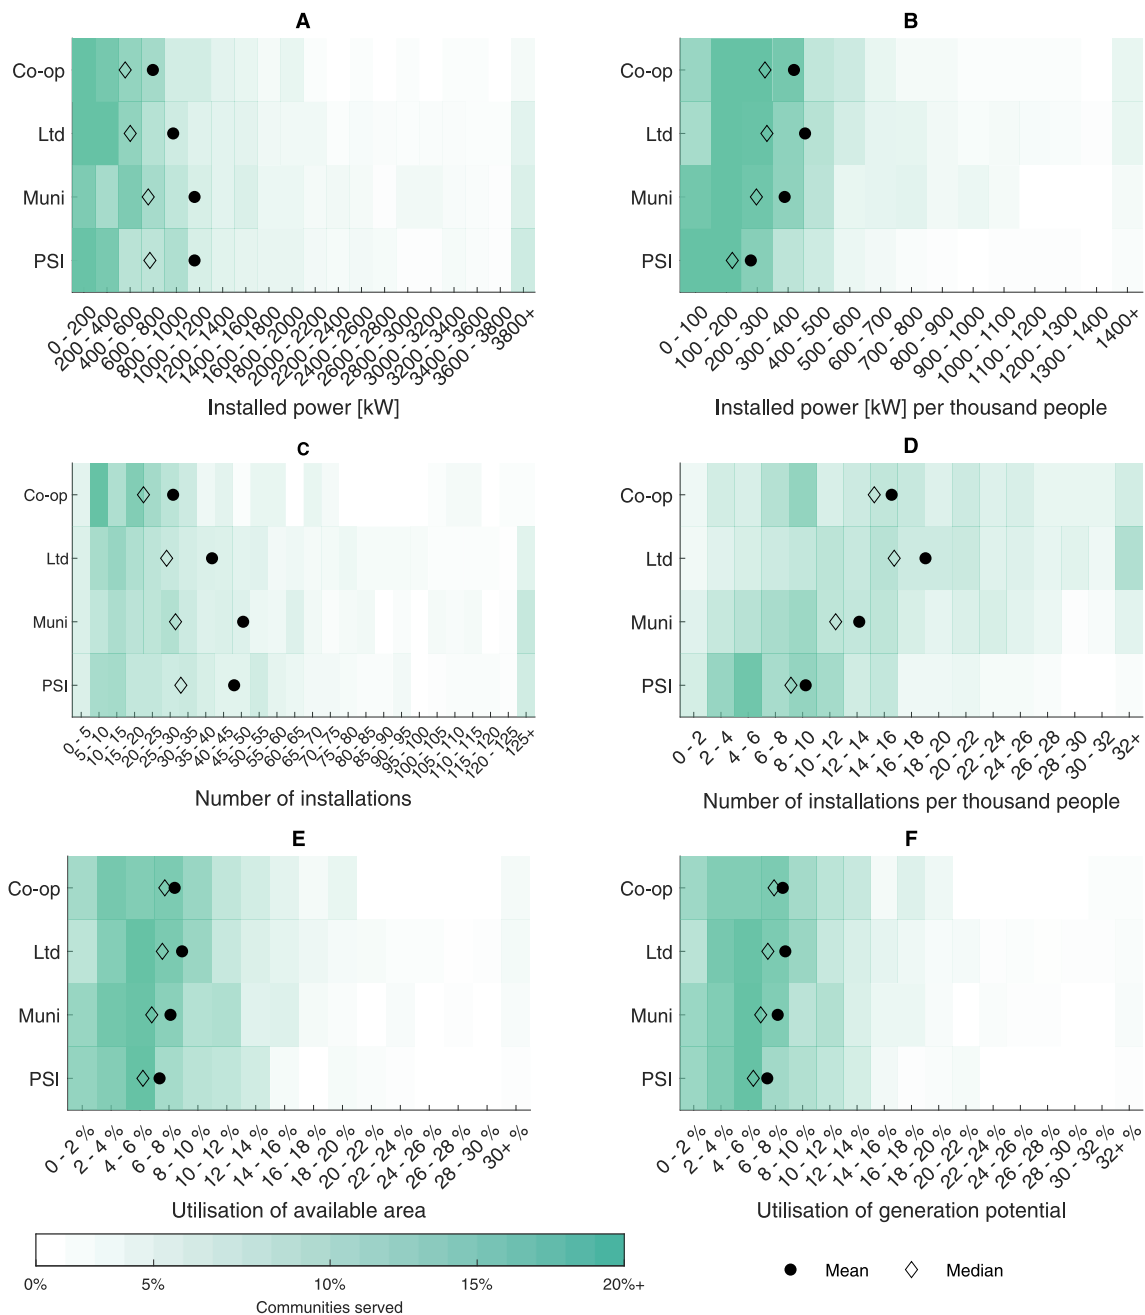 A
Co-op
Ltd
Muni
PSI
0 - 200
200 - 400
400 - 600
600 - 800
800 - 1000
1000 - 1200
1200 - 1400
1400 - 1600
1600 - 1800
1800 - 2000
2000 - 2200
2200 - 2400
2400 - 2600
2600 - 2800
2800 - 3000
3000 - 3200
3200 - 3400
3400 - 3600
3600 - 3800
3800+
Installed power [kW]
B
Co-op
Ltd
Muni
PSI
0 - 100
100 - 200
200 - 300
300 - 400
400 - 500
500 - 600
600 - 700
700 - 800
800 - 900
900 - 1000
1000 - 1100
1100 - 1200
1200 - 1300
1300 - 1400
1400+
Installed power [kW] per thousand people
C
Co-op
Ltd
Muni
PSI
0 - 5
5 - 10
10 - 15
15 - 20
20 - 25
25 - 30
30 - 35
35 - 40
40 - 45
45 - 50
50 - 55
55 - 60
60 - 65
65 - 70
70 - 75
75 - 80
80 - 85
85 - 90
90 - 95
95 - 100
100 - 105
105 - 110
110 - 115
115 - 120
120 - 125
125+
Number of installations
D
Co-op
Ltd
Muni
PSI
0 - 2
2 - 4
4 - 6
6 - 8
8 - 10
10 - 12
12 - 14
14 - 16
16 - 18
18 - 20
20 - 22
22 - 24
24 - 26
26 - 28
28 - 30
30 - 32
32+
Number of installations per thousand people
E
Co-op
Ltd
Muni
PSI
0 - 2 %
2 - 4 %
4 - 6 %
6 - 8 %
8 - 10 %
10 - 12 %
12 - 14 %
14 - 16 %
16 - 18 %
18 - 20 %
20 - 22 %
22 - 24 %
24 - 26 %
26 - 28 %
28 - 30 %
30+ %
Utilisation of available area
F
Co-op
Ltd
Muni
PSI
0 - 2 %
2 - 4 %
4 - 6 %
6 - 8 %
8 - 10 %
10 - 12 %
12 - 14 %
14 - 16 %
16 - 18 %
18 - 20 %
20 - 22 %
22 - 24 %
24 - 26 %
26 - 28 %
28 - 30 %
30 - 32 %
32+ %
Utilisation of generation potential
0%
5%
10%
15%
20%+
Communities served
Mean
Median